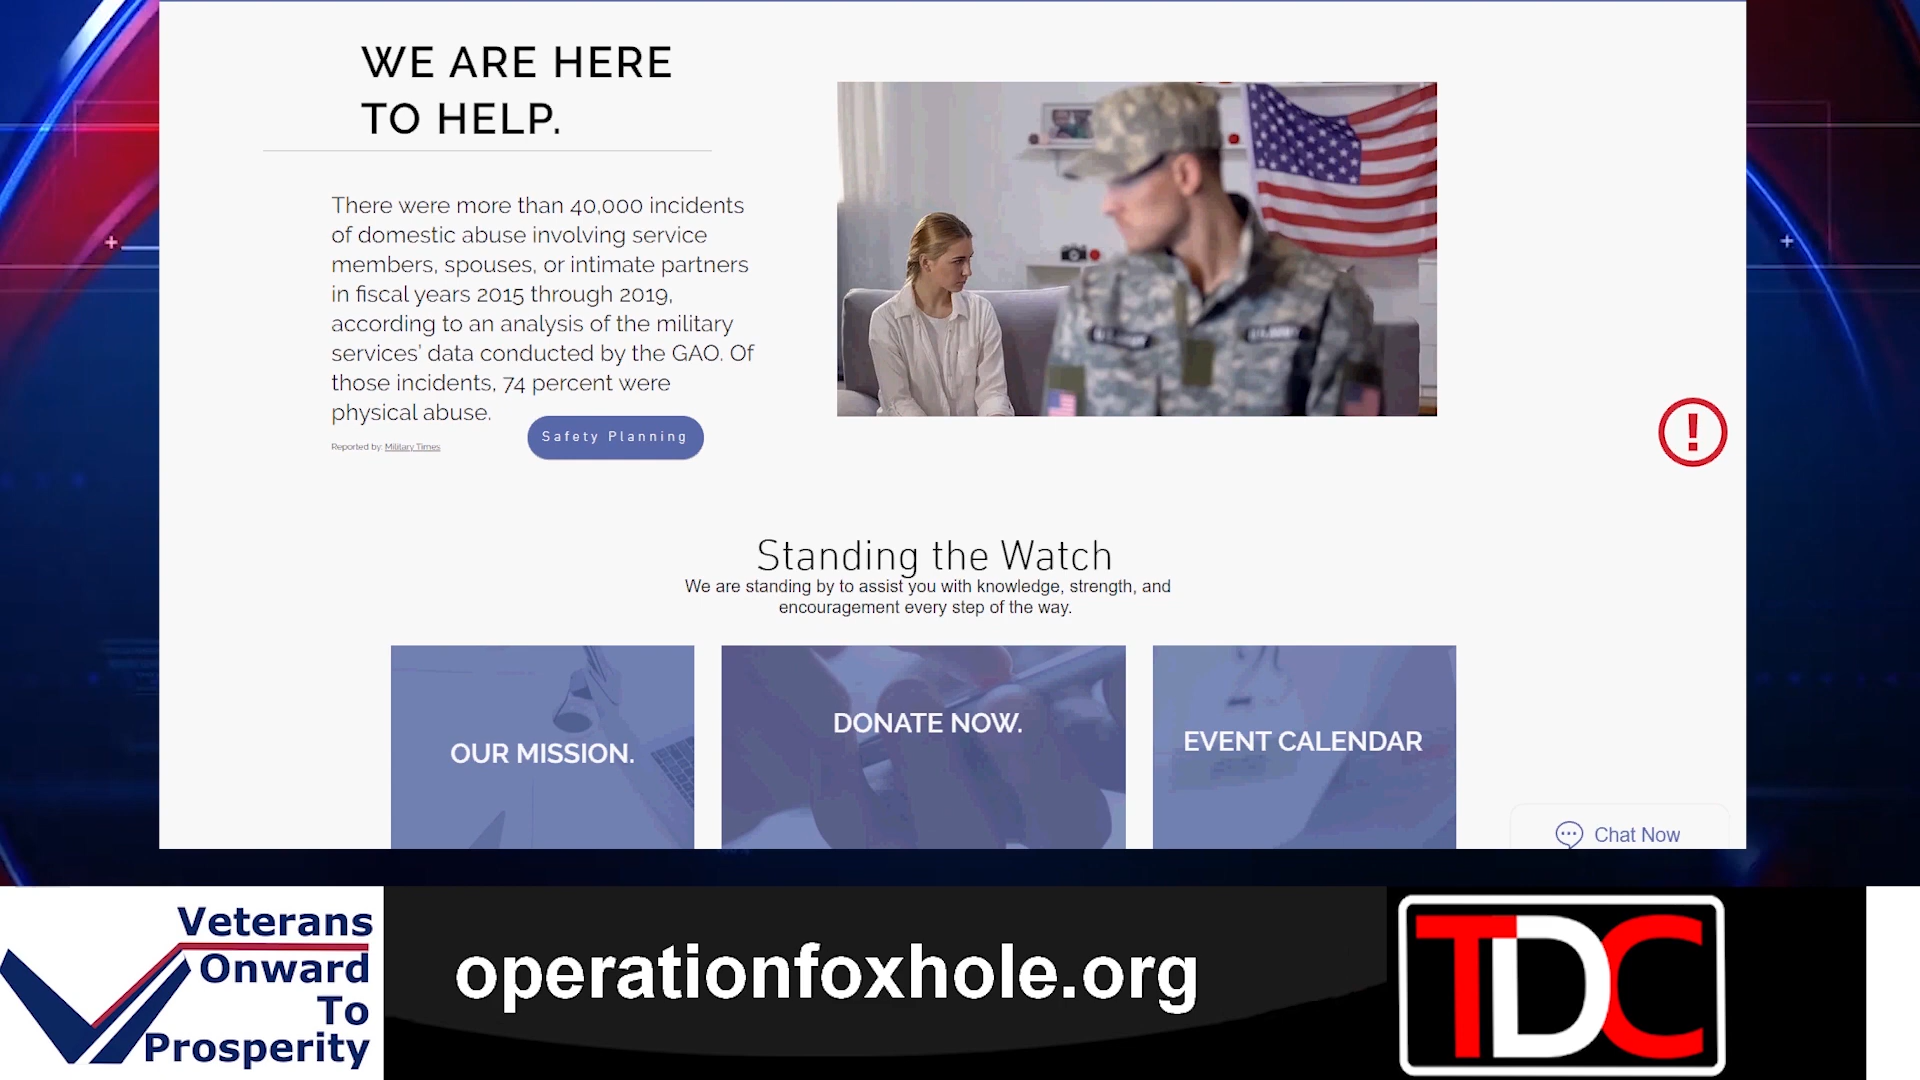 WE ARE HERE
TO HELP.
There were more than 40,000 incidents
of domestic abuse involving service
members, spouses, or intimate partners
in fiscal years 2015 through 2019,
according to an analysis of the military
services' data conducted by the GAO. Of
those incidents, 74 percent were
physical abuse.
Reported by: Military Times
Safety Planning
Standing the Watch
We are standing by to assist you with knowledge, strength, and
encouragement every step of the way.
OUR MISSION.
DONATE NOW.
EVENT CALENDAR
Chat Now
Veterans
Onward
To
Prosperity
operationfoxhole.org
TDC